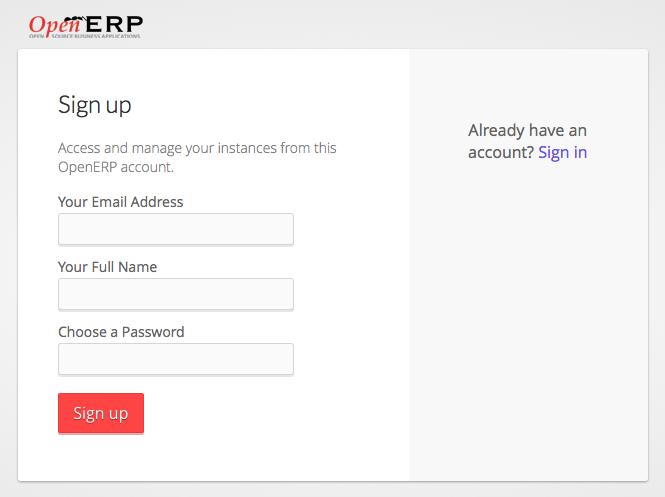 OpenERP
OPEN SOURCE BUSINESS APPLICATIONS
Sign up
Access and manage your instances from this
OpenERP account.
Your Email Address
Your Full Name
Choose a Password
Sign up
Already have an
account? Sign in